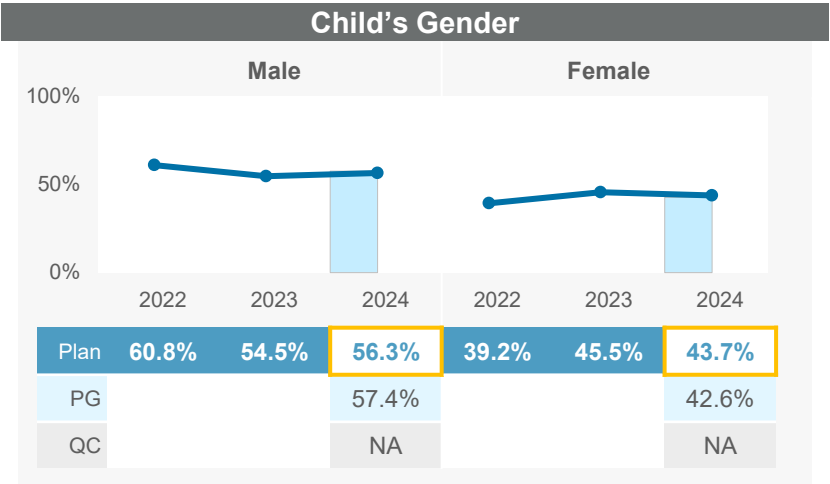 Child's Gender
Male Female
100%
50%
0%
2022 2023 2024 2022 2023 2024
Plan 60.8% 54.5% 56.3% 39.2% 45.5% 43.7%
PG 57.4% 42.6%
QC NA NA